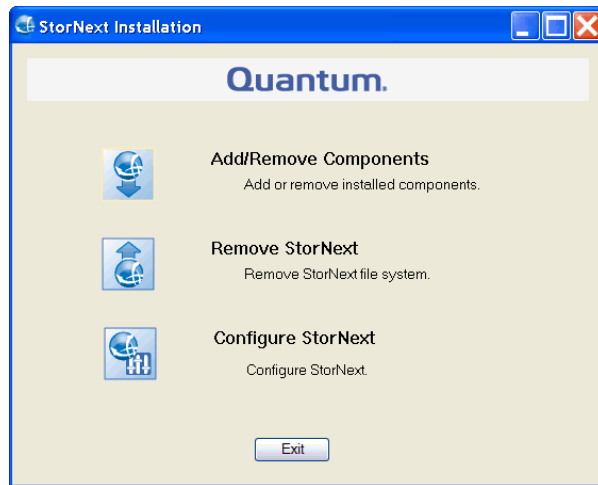 StorNext Installation
Quantum.
Add/Remove Components
Add or remove installed components.
Remove StorNext
Remove StorNext file system.
Configure StorNext
Configure StorNext.
Exit